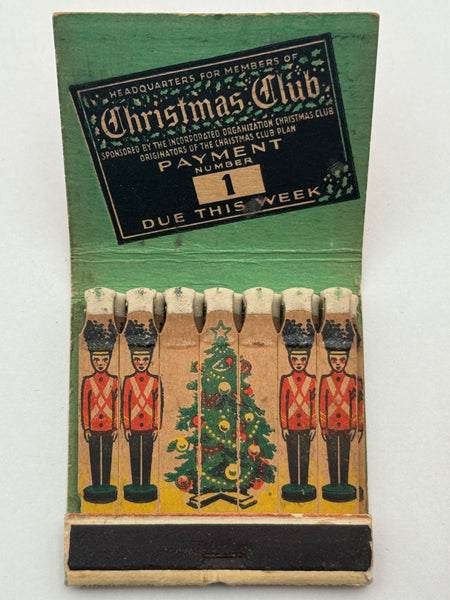 HEADQUARTERS FOR MEMBERS OF
Christmas Club
SPONSORED BY THE INCORPORATED ORGANIZATION CHRISTMAS CLUB
ORIGINATORS OF THE CHRISTMAS CLUB PLAN
PAYMENT
NUMBER
1
DUE THIS WEEK